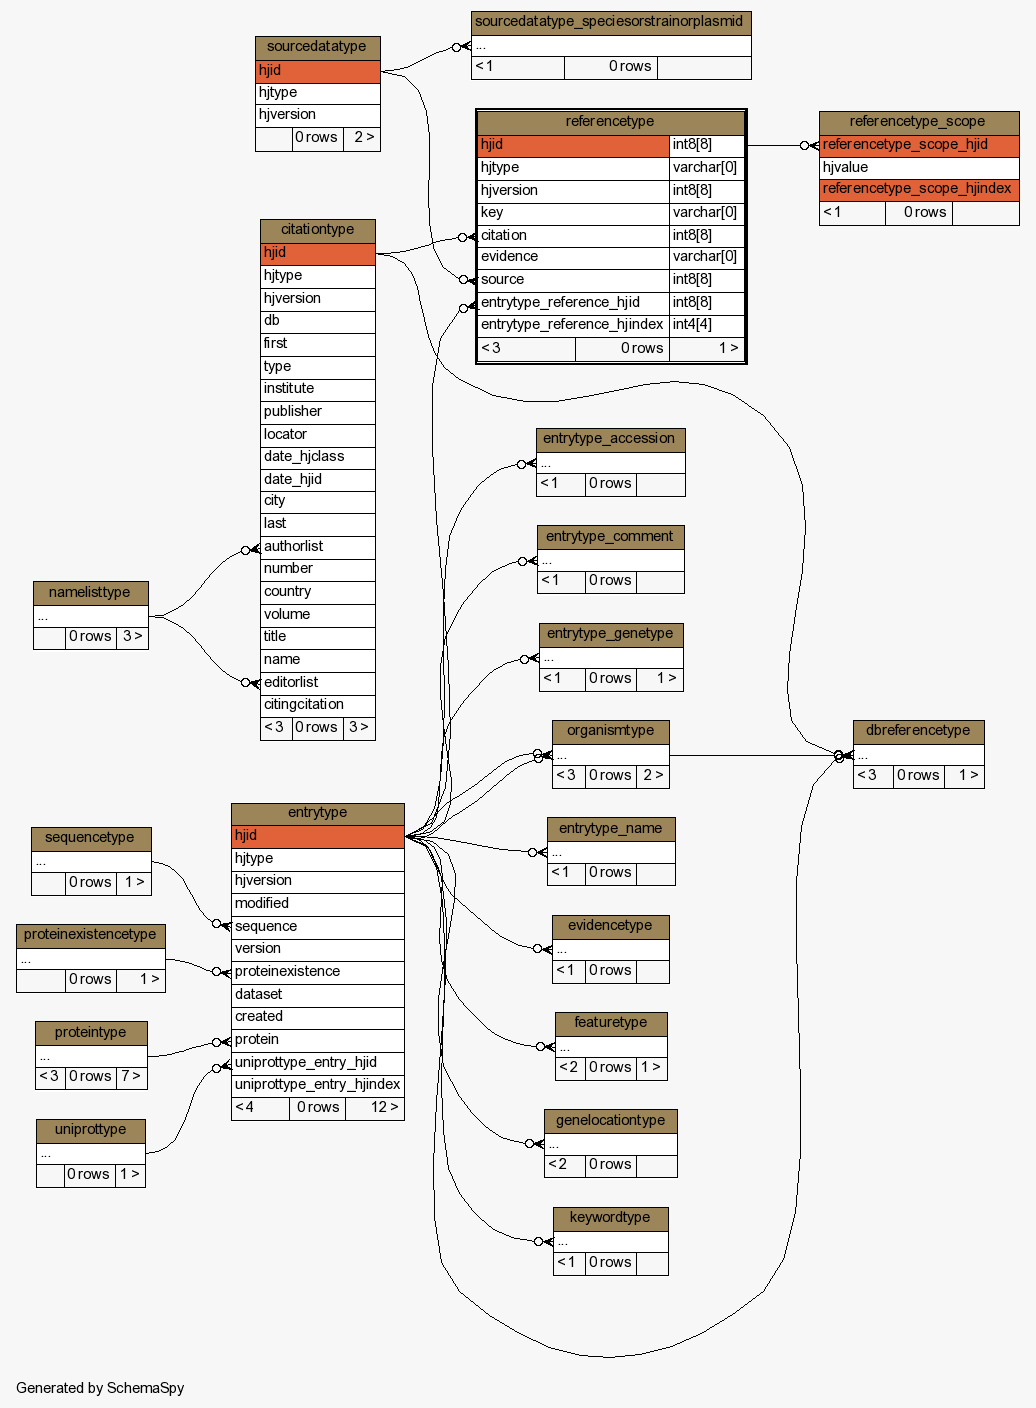 sourcedatatype_speciesorstrainorplasmid
...
< 1 0 rows
sourcedatatype
hjid
hjtype
hjversion
0 rows 2 >
referencetype
hjid int8[8]
hjtype varchar[0]
hjversion int8[8]
key varchar[0]
citation int8[8]
evidence varchar[0]
source int8[8]
entrytype_reference_hjid int8[8]
entrytype_reference_hjindex int4[4]
< 3 0 rows 1 >
referencetype_scope
referencetype_scope_hjid
hjvalue
referencetype_scope_hjindex
< 1 0 rows
citationtype
hjid
hjtype
hjversion
db
first
type
institute
publisher
locator
date_hjclass
date_hjid
city
last
authorlist
number
country
volume
title
name
editorlist
citingcitation
< 3 0 rows 3 >
namelisttype
...
0 rows 3 >
entrytype_accession
...
< 1 0 rows
entrytype_comment
...
< 1 0 rows
entrytype_genetype
...
< 1 0 rows 1 >
organismtype
...
< 3 0 rows 2 >
dbreferencetype
...
< 3 0 rows 1 >
entrytype
hjid
hjtype
hjversion
modified
sequence
version
proteinexistence
dataset
created
protein
uniprottype_entry_hjid
uniprottype_entry_hjindex
< 4 0 rows 12 >
sequencetype
...
0 rows 1 >
proteinexistencetype
...
0 rows 1 >
proteintype
...
< 3 0 rows 7 >
uniprottype
...
0 rows 1 >
entrytype_name
...
< 1 0 rows
evidencetype
...
< 1 0 rows
featuretype
...
< 2 0 rows 1 >
genelocationtype
...
< 2 0 rows
keywordtype
...
< 1 0 rows
Generated by SchemaSpy